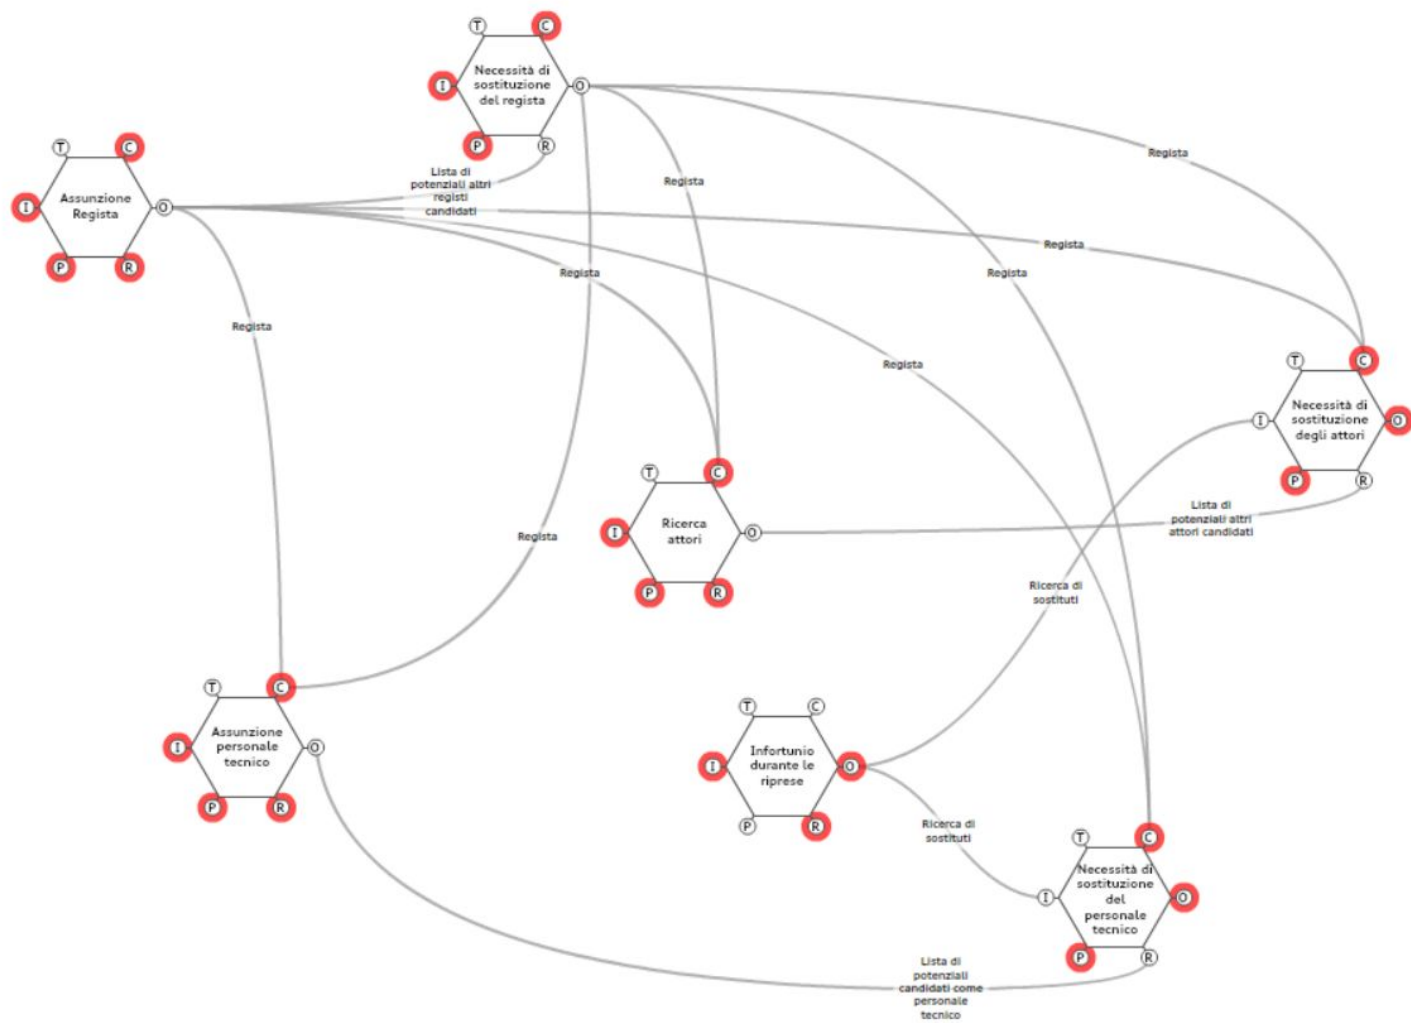 T
C
Necessità di
sostituzione
del regista
I
O
P
R
T
C
Assunzione
Regista
I
O
P
R
Lista di
potenziali altri
registi
candidati
Regista
Regista
Regista
Regista
Regista
Regista
Regista
T
C
Necessità di
sostituzione
degli attori
I
O
P
R
T
C
Ricerca
attori
I
O
P
R
Lista di
potenziali altri
attori candidati
Regista
Ricerca di
sostituti
T
C
Assunzione
personale
tecnico
I
O
P
R
T
C
Infortunio
durante le
riprese
I
O
P
R
Ricerca di
sostituti
T
C
Necessità di
sostituzione
del
personale
tecnico
I
O
P
R
Lista di
potenziali
candidati come
personale
tecnico